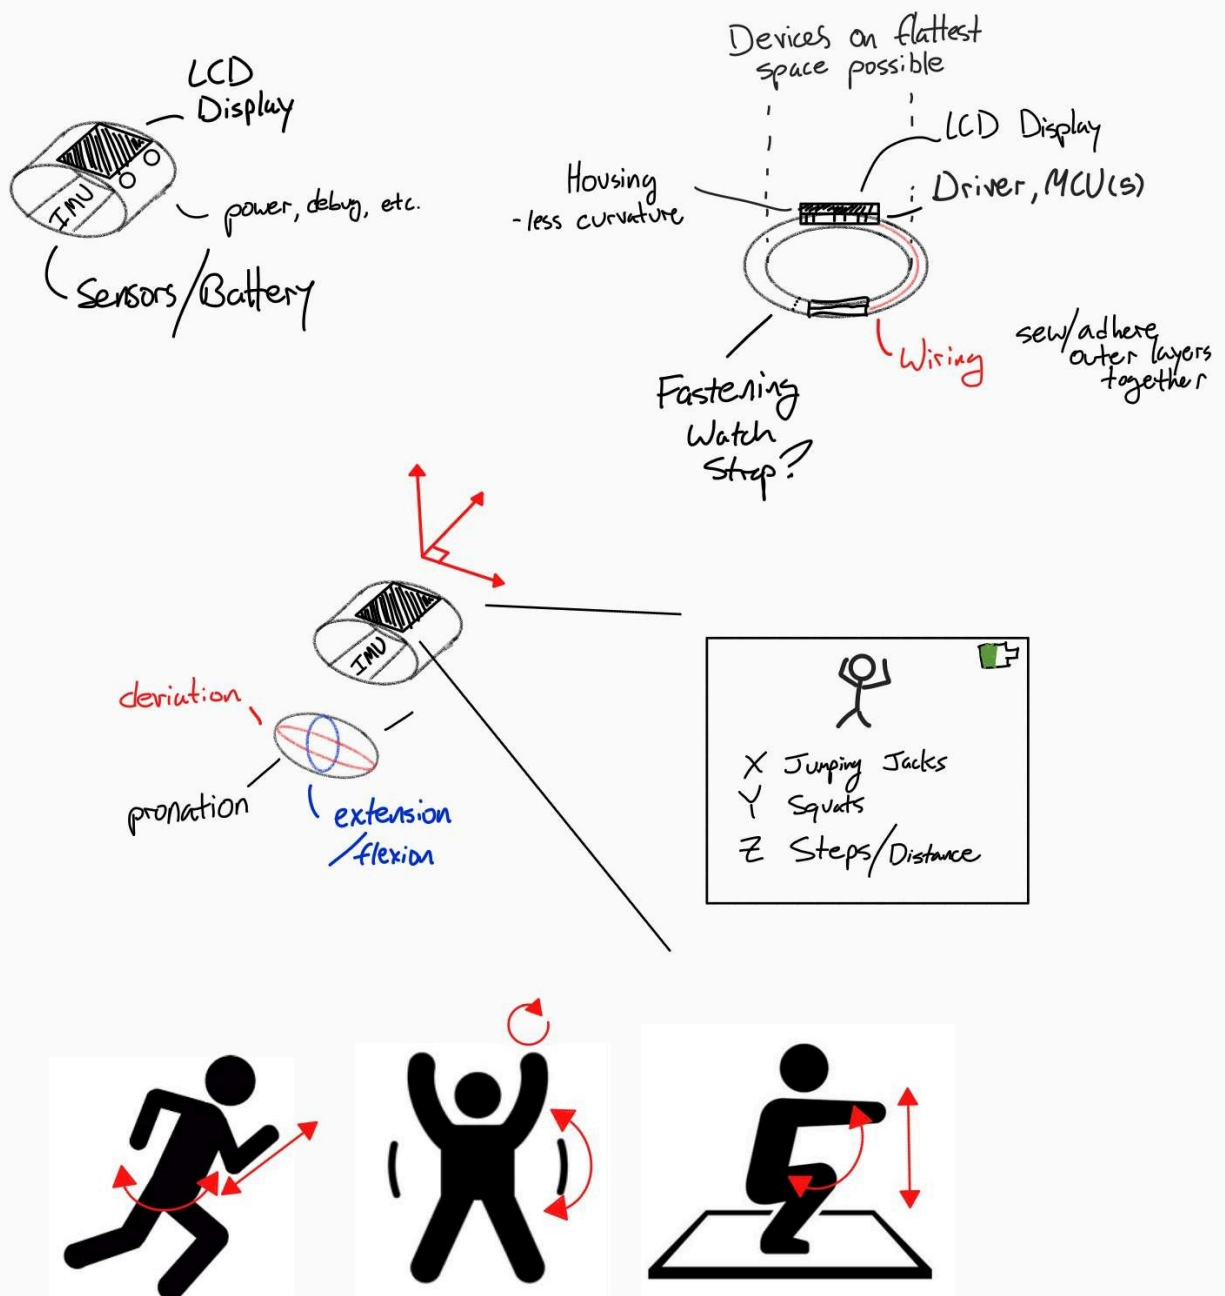 LCD
Display
IMU
power, debug, etc.
Sensors/Battery
Devices on flattest
space possible
LCD Display
Driver, MCU(s)
Housing
-less curvature
Wiring
sew/adhere
outer layers
together
Fastening
Watch
Strap?
IMU
deviation
pronation
extension
/flexion
X Jumping Jacks
Y Squats
Z Steps/Distance